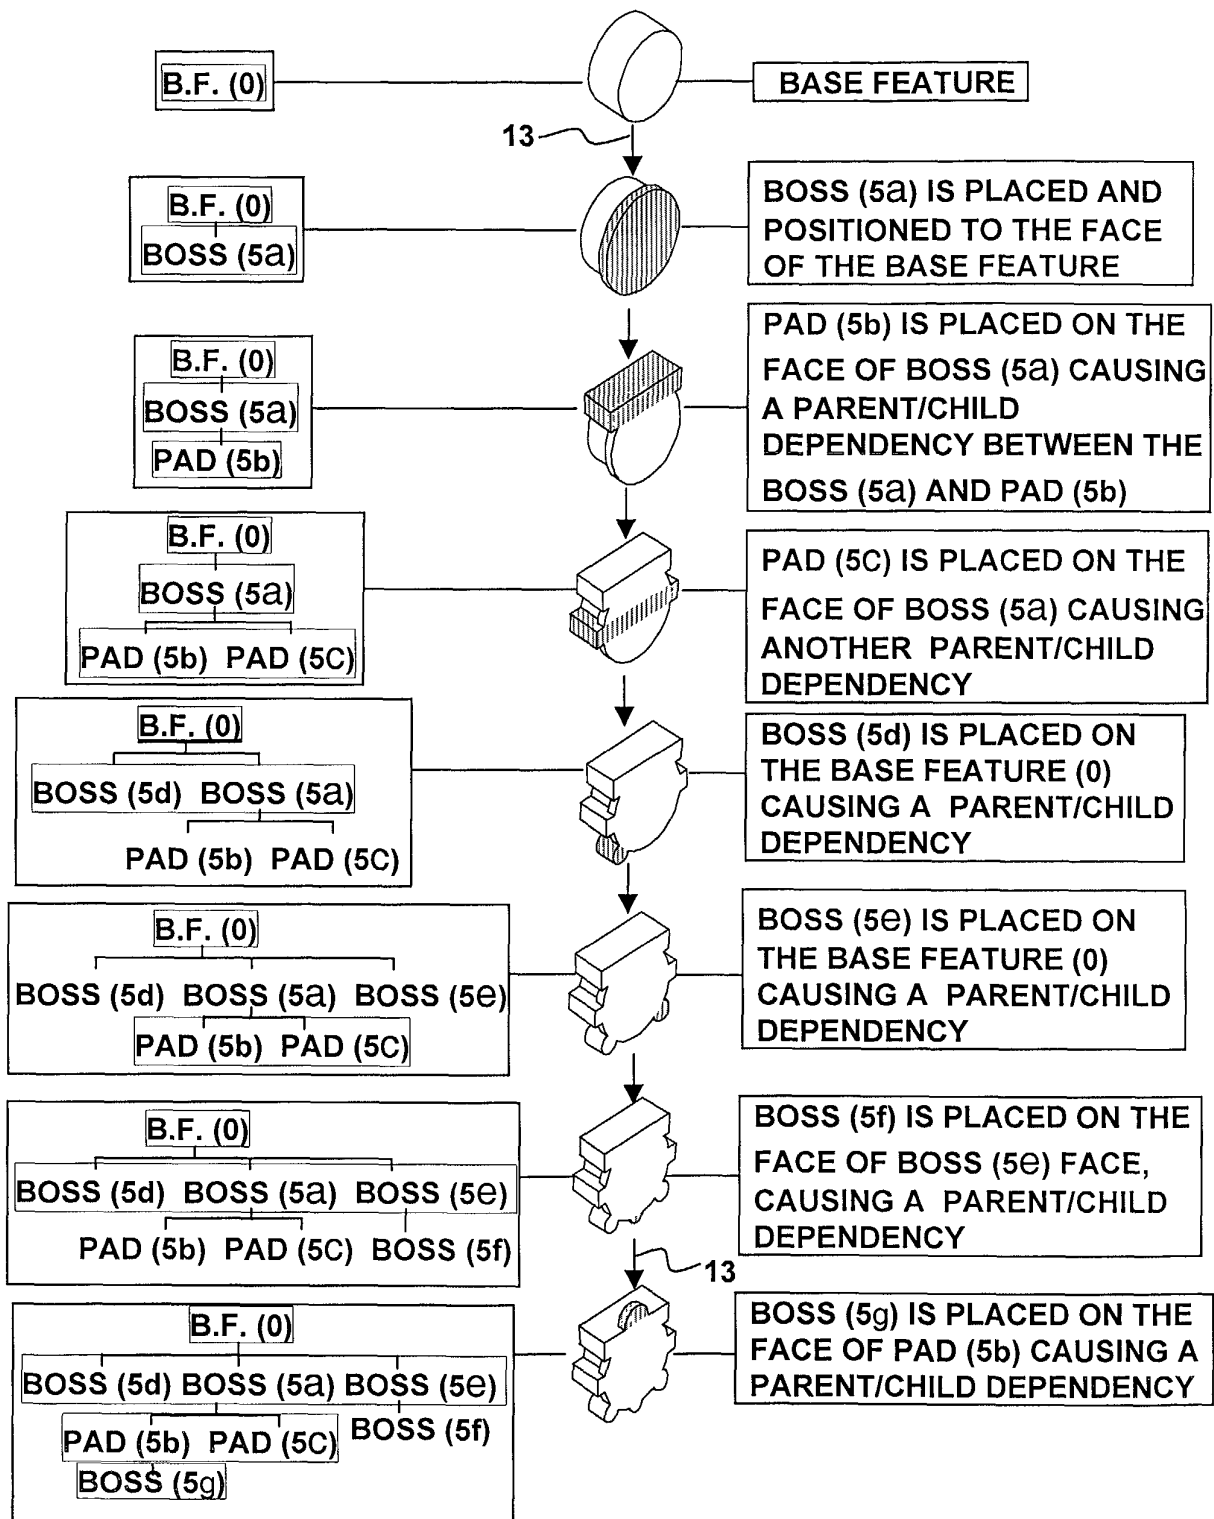 B.F. (0)
BASE FEATURE
13
B.F. (0)
BOSS (5a)
BOSS (5a) IS PLACED AND
POSITIONED TO THE FACE
OF THE BASE FEATURE
B.F. (0)
BOSS (5a)
PAD (5b)
PAD (5b) IS PLACED ON THE
FACE OF BOSS (5a) CAUSING
A PARENT/CHILD
DEPENDENCY BETWEEN THE
BOSS (5a) AND PAD (5b)
B.F. (0)
BOSS (5a)
PAD (5b) PAD (5C)
PAD (5C) IS PLACED ON THE
FACE OF BOSS (5a) CAUSING
ANOTHER PARENT/CHILD
DEPENDENCY
B.F. (0)
BOSS (5d) BOSS (5a)
PAD (5b) PAD (5C)
BOSS (5d) IS PLACED ON
THE BASE FEATURE (0)
CAUSING A PARENT/CHILD
DEPENDENCY
B.F. (0)
BOSS (5d) BOSS (5a) BOSS (5e)
PAD (5b) PAD (5C)
BOSS (5e) IS PLACED ON
THE BASE FEATURE (0)
CAUSING A PARENT/CHILD
DEPENDENCY
B.F. (0)
BOSS (5d) BOSS (5a) BOSS (5e)
PAD (5b) PAD (5C) BOSS (5f)
BOSS (5f) IS PLACED ON THE
FACE OF BOSS (5e) FACE,
CAUSING A PARENT/CHILD
DEPENDENCY
13
B.F. (0)
BOSS (5d) BOSS (5a) BOSS (5e)
PAD (5b) PAD (5C) BOSS (5f)
BOSS (5g)
BOSS (5g) IS PLACED ON THE
FACE OF PAD (5b) CAUSING A
PARENT/CHILD DEPENDENCY